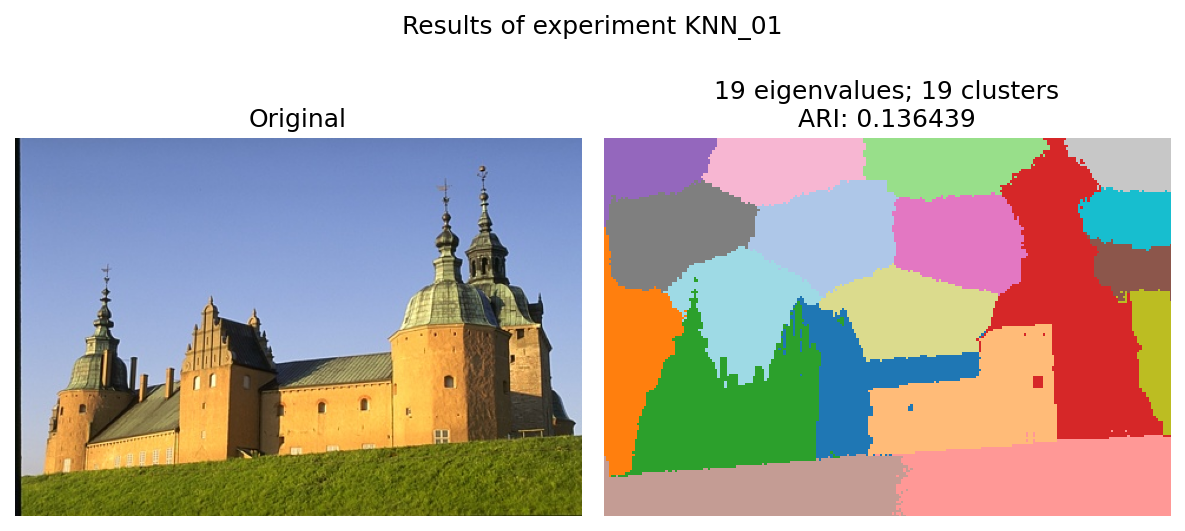 Results of experiment KNN_01
Original
19 eigenvalues; 19 clusters
ARI: 0.136439